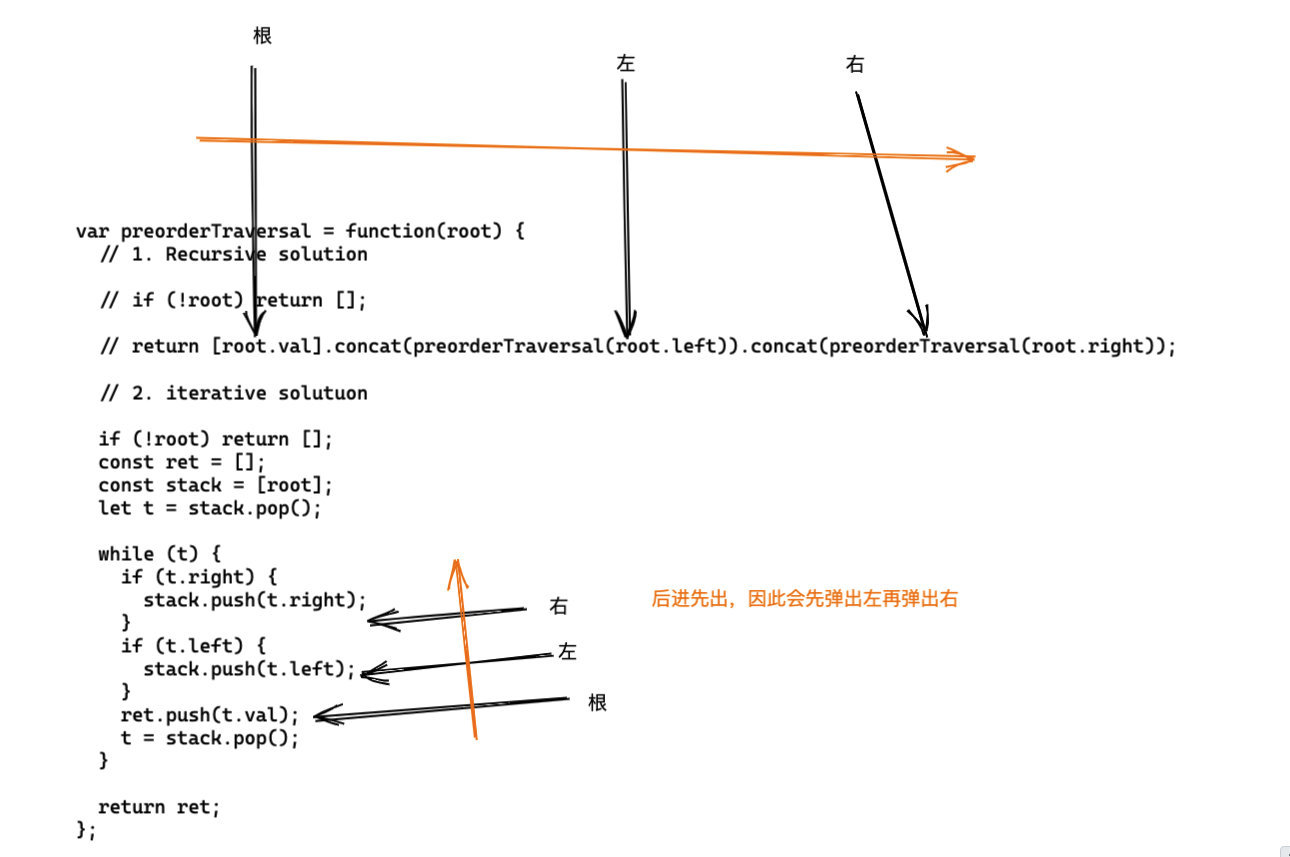 根
左
右
var preorderTraversal = function(root) {
// 1. Recursive solution
// if (!root) return [];
// return [root.val].concat(preorderTraversal(root.left)).concat(preorderTraversal(root.right));
// 2. iterative solutuon
if (!root) return [];
const ret = [];
const stack = [root];
let t = stack.pop();
while (t) {
if (t.right) {
stack.push(t.right);
}
if (t.left) {
stack.push(t.left);
}
ret.push(t.val);
t = stack.pop();
}
return ret;
};
右
左
根
后进先出，因此会先弹出左再弹出右